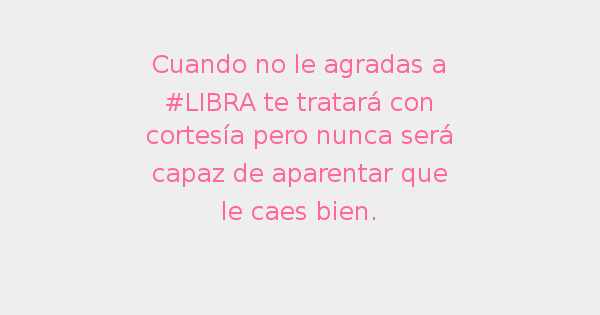 Cuando no le agradas a
#LIBRA te tratará con
cortesía pero nunca será
capaz de aparentar que
le caes bien.